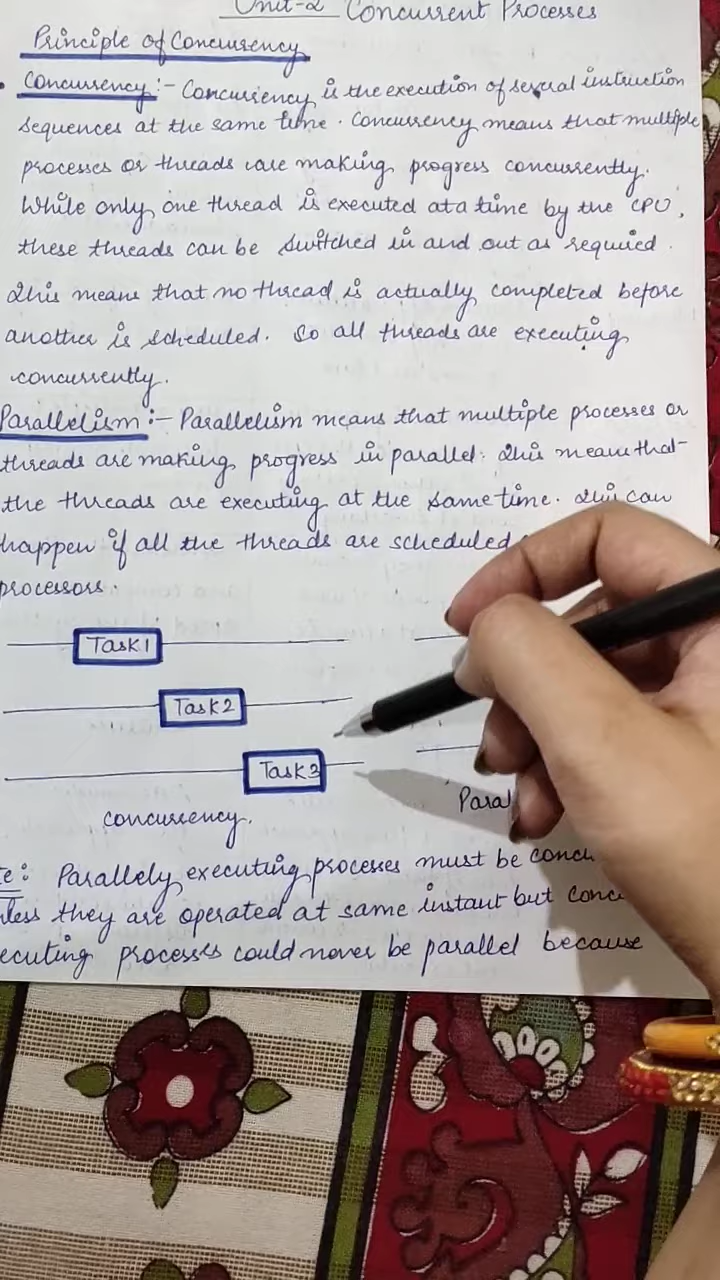 Unit-2 Concurrent Processes
Principle of Concurrency
Concurrency :- Concurrency is the execution of several instruction
sequences at the same time. Concurrency means that multiple
processes or threads are making progress concurrently.
While only one thread is executed at a time by the CPU,
these threads can be switched in and out as required.
This means that no thread is actually completed before
another is scheduled. So all threads are executing
concurrently.
Parallelism :- Parallelism means that multiple processes or
threads are making progress in parallel. This means that
the threads are executing at the same time. This can
happen if all the threads are scheduled
processors.
Task1
Task2
Task3
concurrency.
Paral
te: Parallely executing processes must be concu
nless they are operated at same instant but conc
ecuting processes could never be parallel because